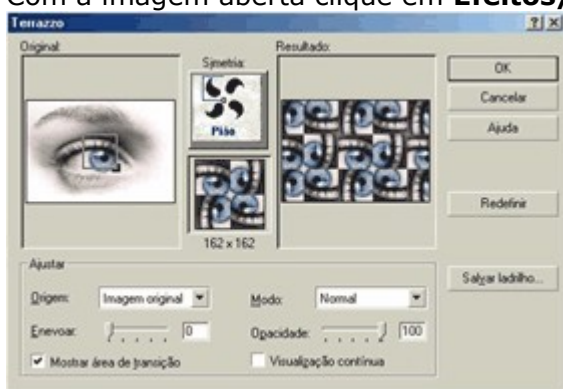 Com a imagem aberta clique em Efeitos/
Terrazzo
Original:
Simetria:
Pião
162 x 162
Resultado:
OK
Cancelar
Ajuda
Redefinir
Salvar ladrilho...
Ajustar
Origem: Imagem original
Modo: Normal
Enevoar: 0
Opacidade: 100
Mostrar área de transição
Visualização contínua